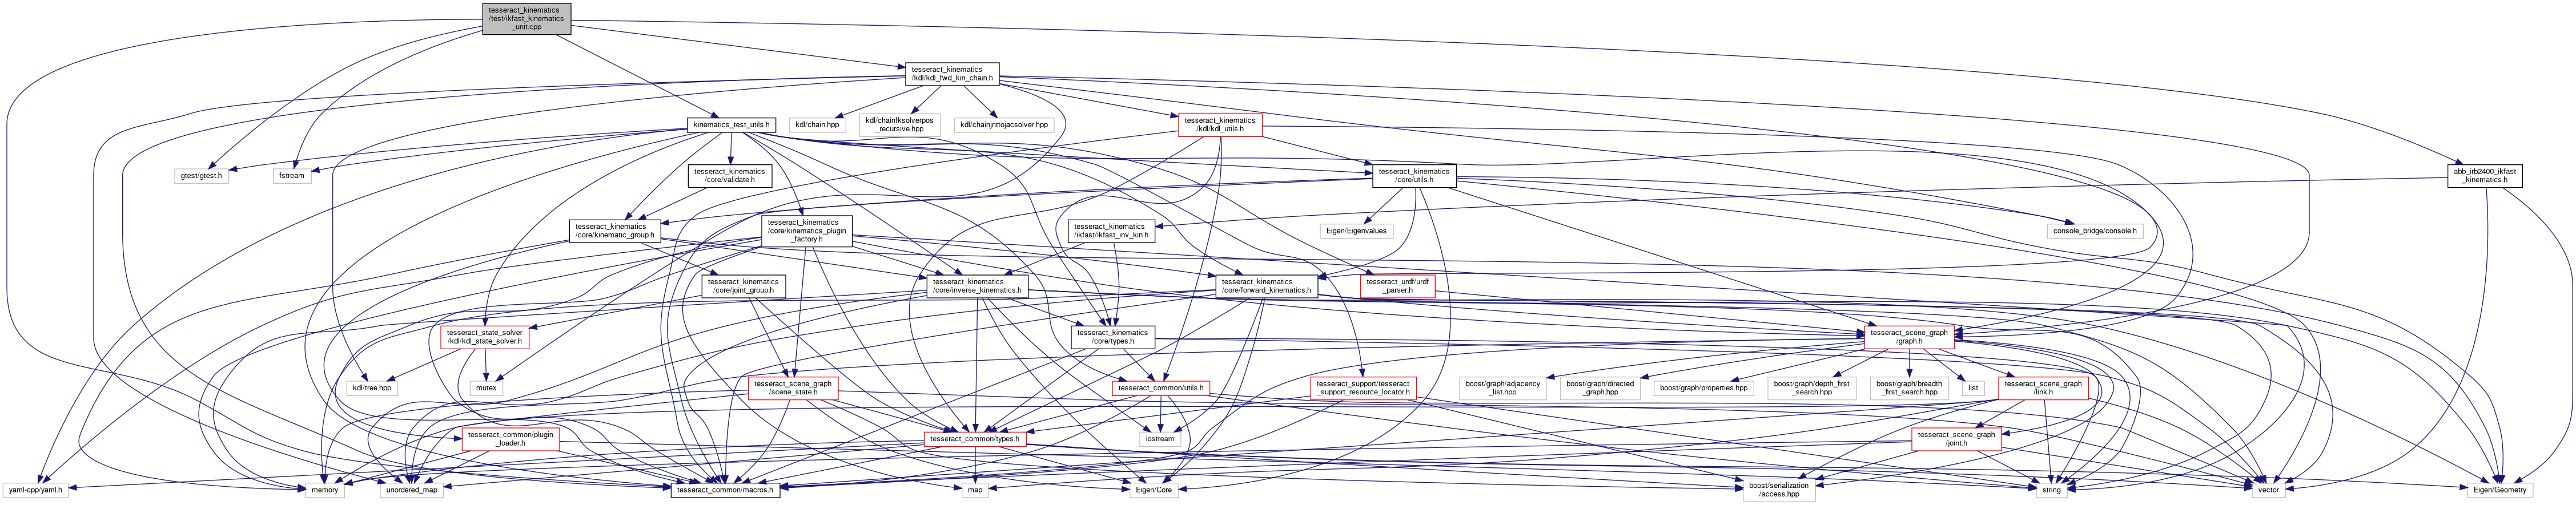 tesseract_kinematics
/test/ikfast_kinematics
_unit.cpp
tesseract_kinematics
/kdl/kdl_fwd_kin_chain.h
kinematics_test_utils.h
kdl/chain.hpp
kdl/chainfksolverpos
_recursive.hpp
kdl/chainjnttojacsolver.hpp
tesseract_kinematics
/kdl/kdl_utils.h
gtest/gtest.h
fstream
tesseract_kinematics
/core/validate.h
tesseract_kinematics
/core/utils.h
abb_irb2400_ikfast
_kinematics.h
tesseract_kinematics
/core/kinematic_group.h
tesseract_kinematics
/core/kinematics_plugin
_factory.h
tesseract_kinematics
/ikfast/ikfast_inv_kin.h
Eigen/Eigenvalues
console_bridge/console.h
tesseract_kinematics
/core/joint_group.h
tesseract_kinematics
/core/inverse_kinematics.h
tesseract_kinematics
/core/forward_kinematics.h
tesseract_urdf/urdf
_parser.h
tesseract_state_solver
/kdl/kdl_state_solver.h
tesseract_kinematics
/core/types.h
tesseract_scene_graph
/graph.h
kdl/tree.hpp
mutex
tesseract_scene_graph
/scene_state.h
tesseract_common/utils.h
tesseract_support/tesseract
_support_resource_locator.h
boost/graph/adjacency
_list.hpp
boost/graph/directed
_graph.hpp
boost/graph/properties.hpp
boost/graph/depth_first
_search.hpp
boost/graph/breadth
_first_search.hpp
list
tesseract_scene_graph
/link.h
tesseract_common/plugin
_loader.h
tesseract_common/types.h
iostream
tesseract_scene_graph
/joint.h
yaml-cpp/yaml.h
memory
unordered_map
tesseract_common/macros.h
map
Eigen/Core
boost/serialization
/access.hpp
string
vector
Eigen/Geometry